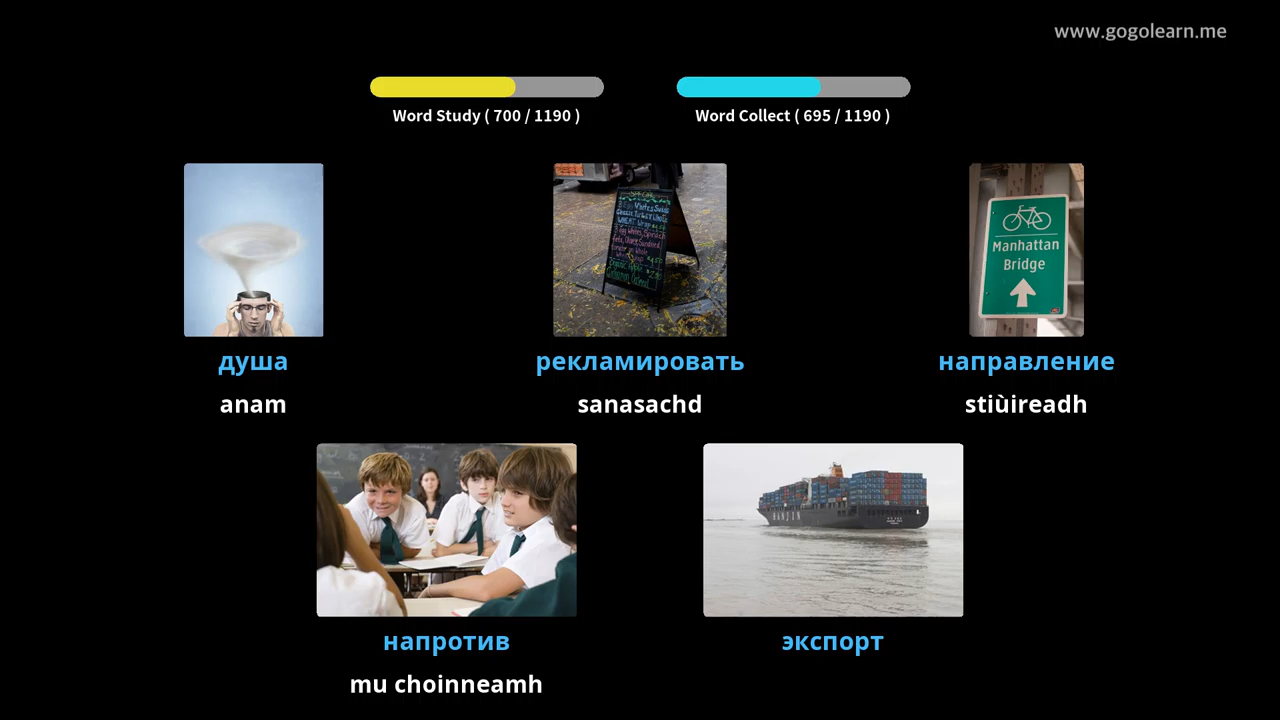 www.gogolearn.me
Word Study ( 700 / 1190 )
Word Collect ( 695 / 1190 )
Manhattan
Bridge
душа
рекламировать
направление
anam
sanasachd
stiùireadh
HANJIN
напротив
экспорт
mu choinneamh